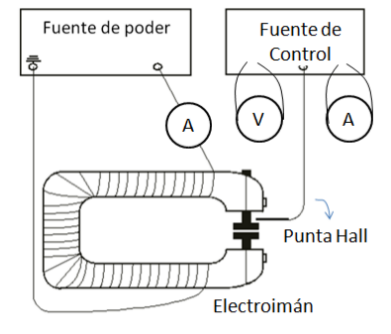 Fuente de poder
Fuente de
Control
A
V
A
Punta Hall
Electroimán